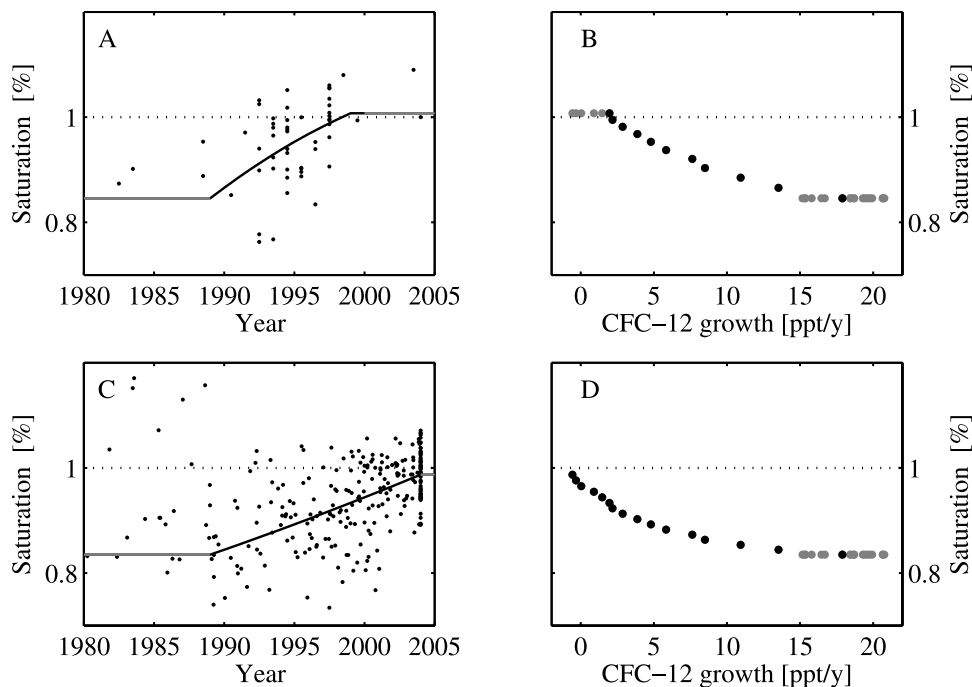 A
B
Saturation [%]
1
0.8
1980 1985 1990 1995 2000 2005
Year
0 5 10 15 20
CFC−12 growth [ppt/y]
1
0.8
Saturation [%]
C
D
Saturation [%]
1
0.8
1980 1985 1990 1995 2000 2005
Year
0 5 10 15 20
CFC−12 growth [ppt/y]
1
0.8
Saturation [%]